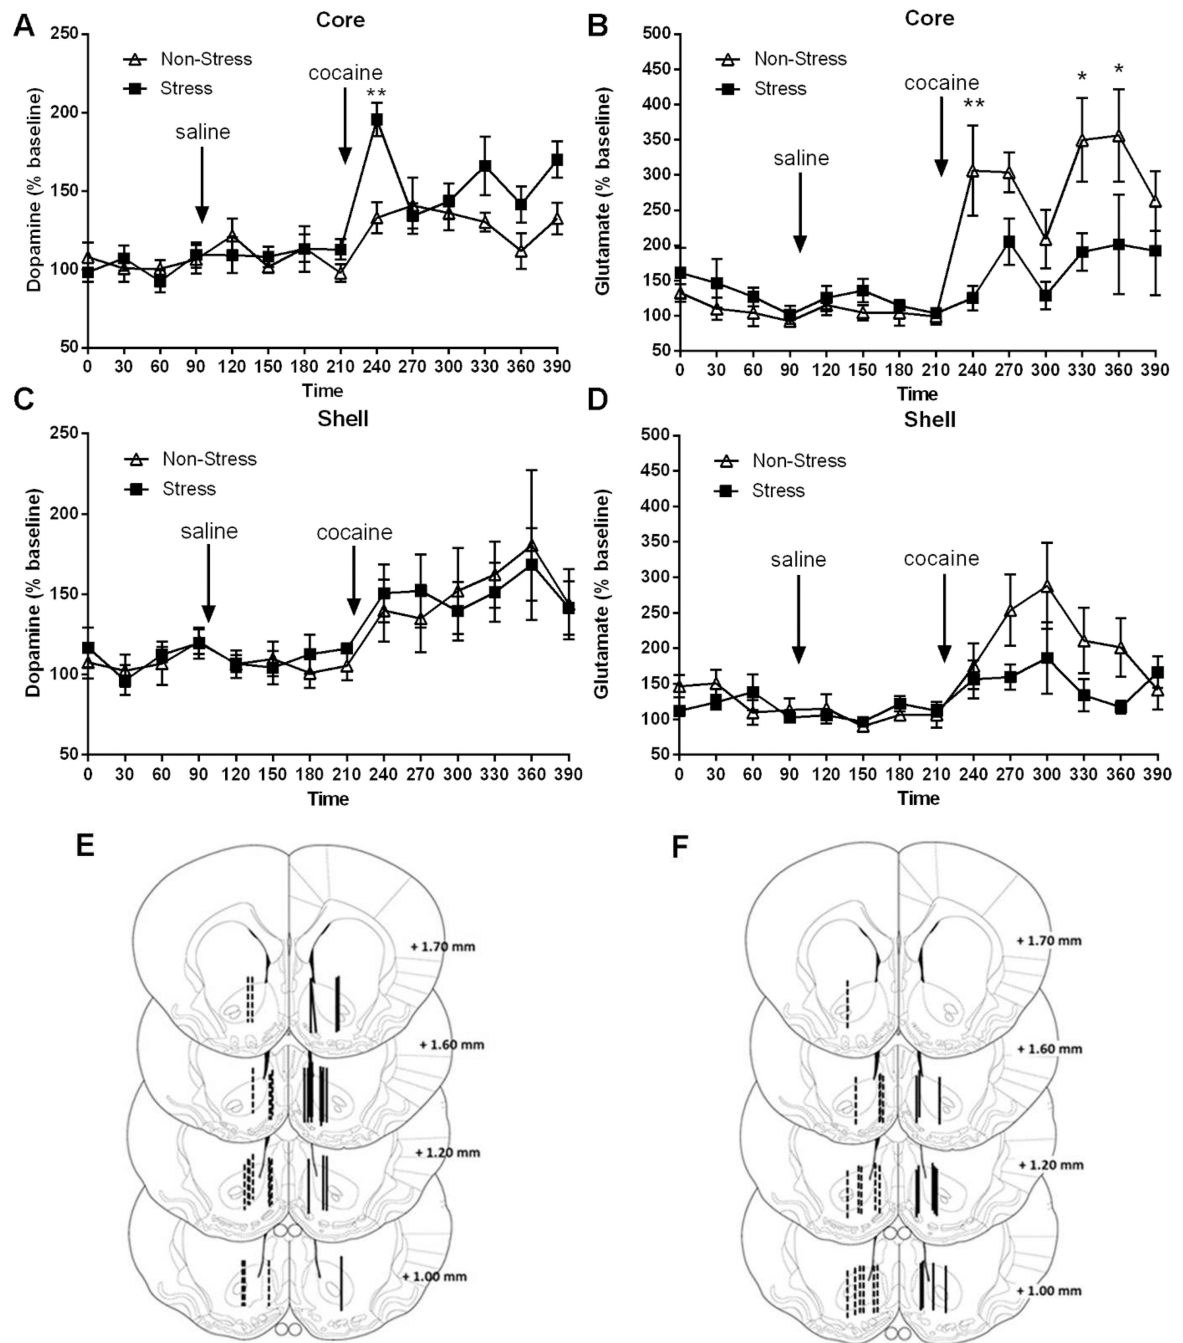 A
Core
250
200
150
100
50
Dopamine (% baseline)
Non-Stress
Stress
saline
cocaine
**
0 30 60 90 120 150 180 210 240 270 300 330 360 390
Time
B
Core
500
450
400
350
300
250
200
150
100
50
Glutamate (% baseline)
Non-Stress
Stress
saline
cocaine
**
*
*
0 30 60 90 120 150 180 210 240 270 300 330 360 390
Time
C
Shell
250
200
150
100
50
Dopamine (% baseline)
Non-Stress
Stress
saline
cocaine
0 30 60 90 120 150 180 210 240 270 300 330 360 390
Time
D
Shell
500
450
400
350
300
250
200
150
100
50
Glutamate (% baseline)
Non-Stress
Stress
saline
cocaine
0 30 60 90 120 150 180 210 240 270 300 330 360 390
Time
E
+ 1.70 mm
+ 1.60 mm
+ 1.20 mm
+ 1.00 mm
F
+ 1.70 mm
+ 1.60 mm
+ 1.20 mm
+ 1.00 mm